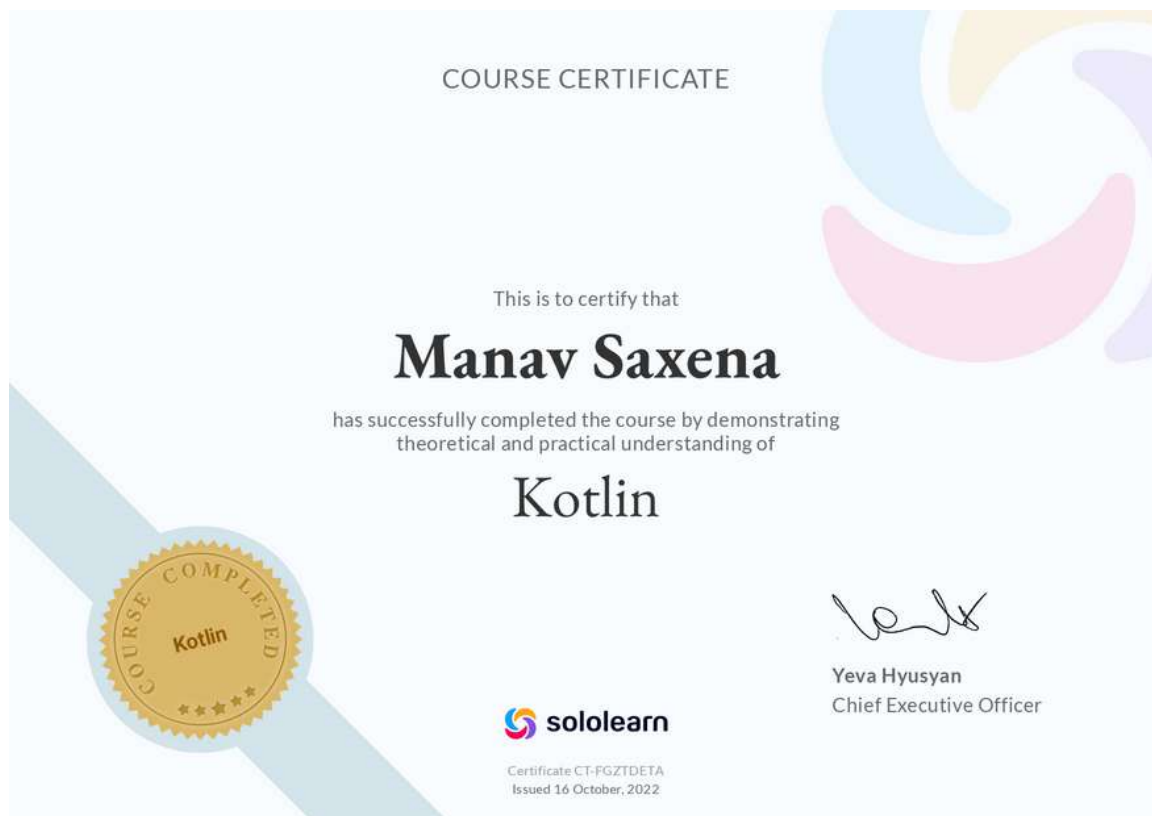 COURSE CERTIFICATE
This is to certify that
Manav Saxena
has successfully completed the course by demonstrating
theoretical and practical understanding of
Kotlin
COURSE COMPLETED
Kotlin
Yeva Hyusyan
Chief Executive Officer
sololearn
Certificate CT-FGZTDETA
Issued 16 October, 2022